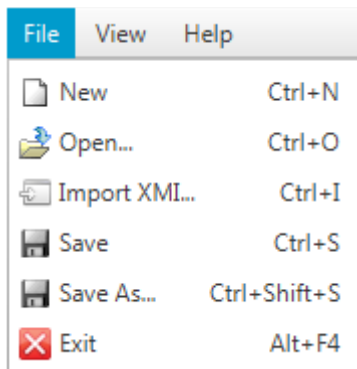 File View Help
New Ctrl+N
Open... Ctrl+O
Import XMI... Ctrl+I
Save Ctrl+S
Save As... Ctrl+Shift+S
Exit Alt+F4